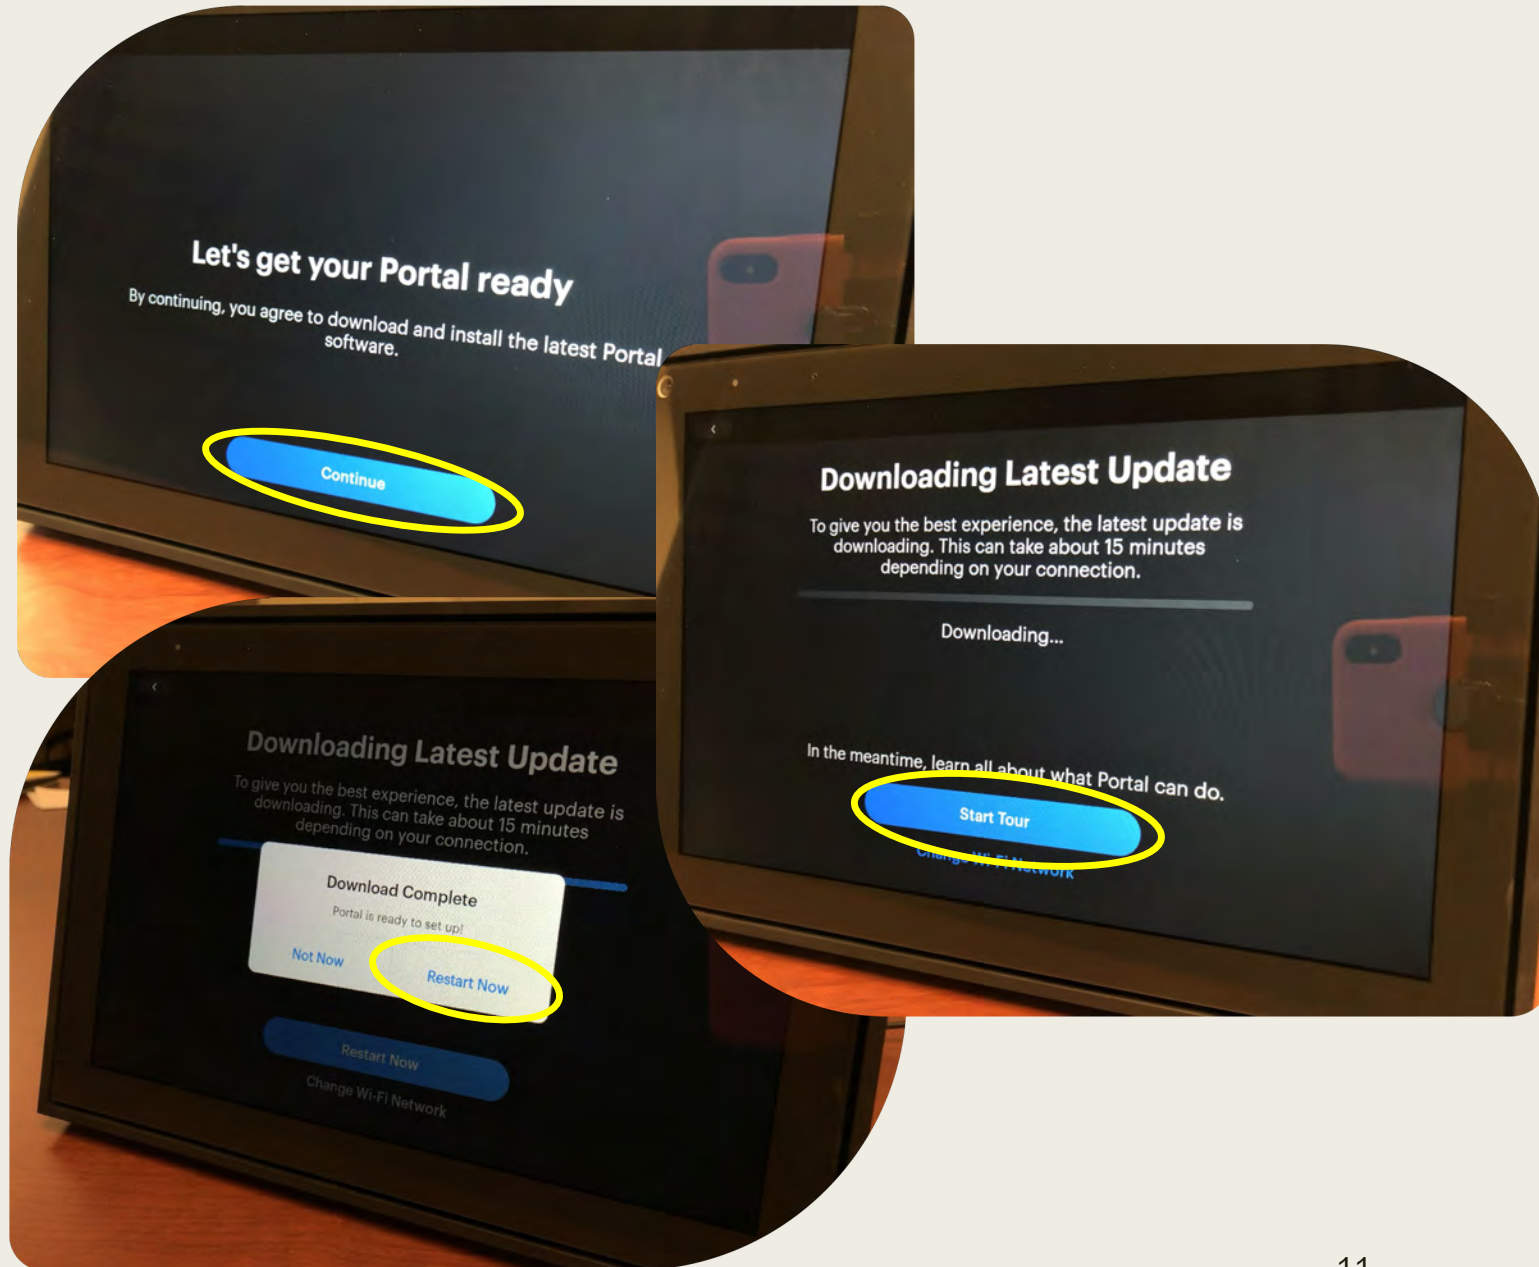 Let's get your Portal ready
By continuing, you agree to download and install the latest Portal
software.
Continue
Downloading Latest Update
To give you the best experience, the latest update is
downloading. This can take about 15 minutes
depending on your connection.
Downloading...
In the meantime, learn all about what Portal can do.
Start Tour
Change Wi-Fi Network
Downloading Latest Update
To give you the best experience, the latest update is
downloading. This can take about 15 minutes
depending on your connection.
Download Complete
Portal is ready to set up!
Not Now
Restart Now
Restart Now
Change Wi-Fi Network
11